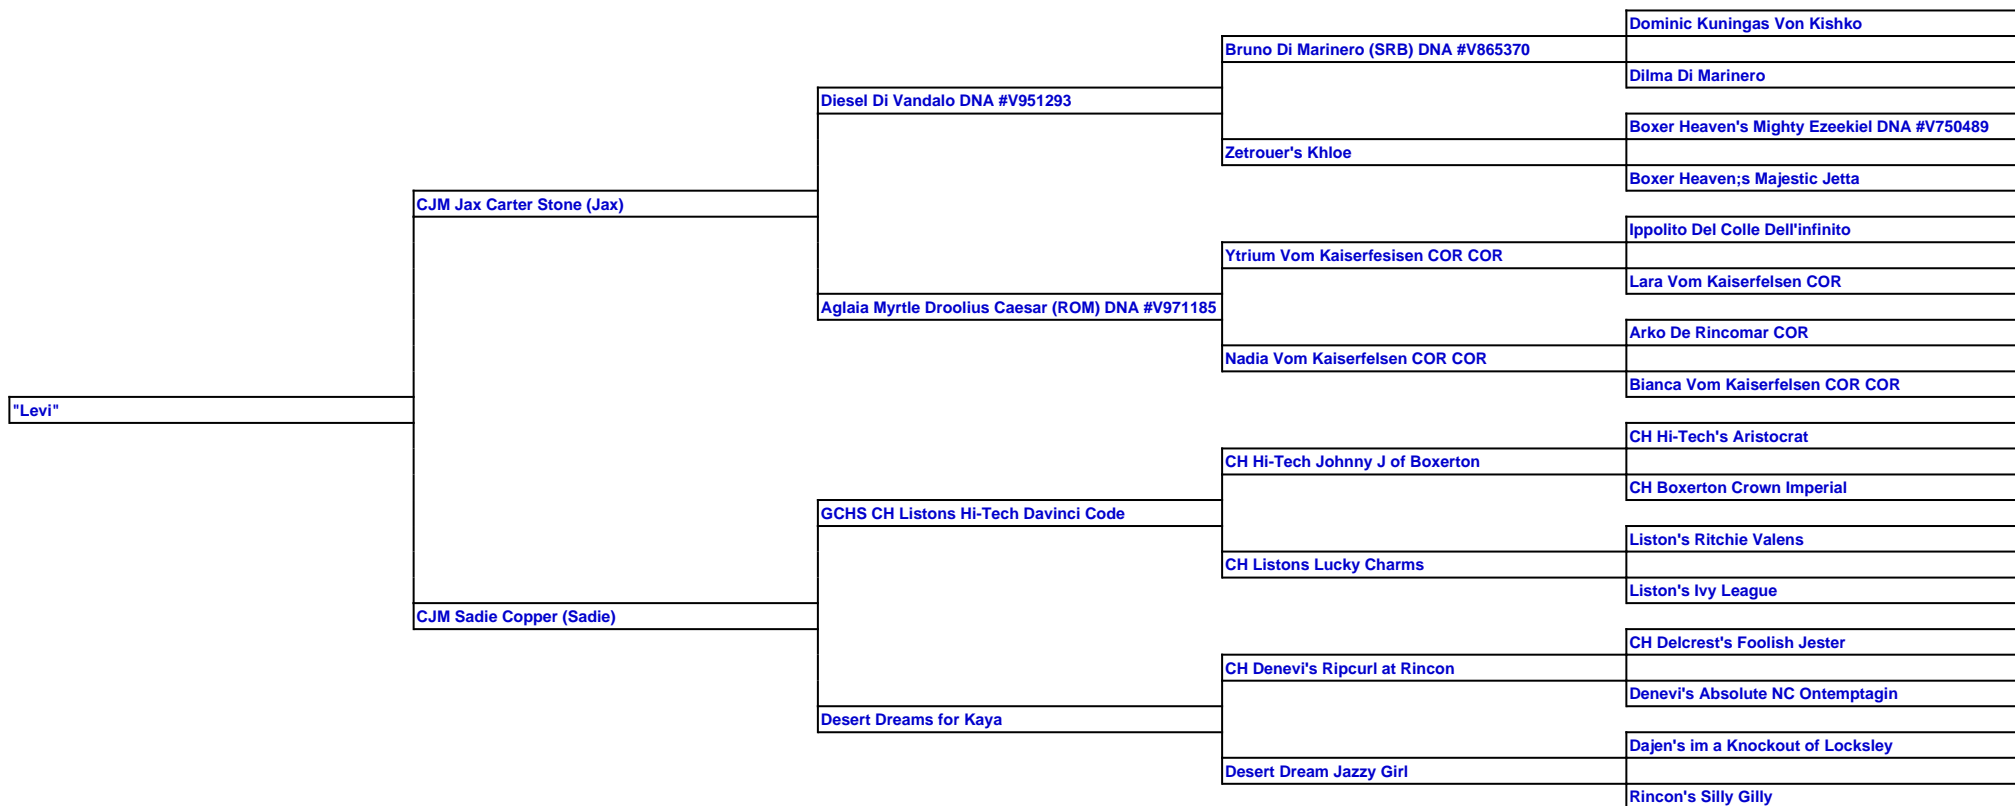 Dominic Kuningas Von Kishko
Bruno Di Marinero (SRB) DNA #V865370
Dilma Di Marinero
Diesel Di Vandalo DNA #V951293
Boxer Heaven's Mighty Ezeekiel DNA #V750489
Zetrouer's Khloe
Boxer Heaven;s Majestic Jetta
CJM Jax Carter Stone (Jax)
Ippolito Del Colle Dell'infinito
Ytrium Vom Kaiserfesisen COR COR
Lara Vom Kaiserfelsen COR
Aglaia Myrtle Droolius Caesar (ROM) DNA #V971185
Arko De Rincomar COR
Nadia Vom Kaiserfelsen COR COR
Bianca Vom Kaiserfelsen COR COR
"Levi"
CH Hi-Tech's Aristocrat
CH Hi-Tech Johnny J of Boxerton
CH Boxerton Crown Imperial
GCHS CH Listons Hi-Tech Davinci Code
Liston's Ritchie Valens
CH Listons Lucky Charms
Liston's Ivy League
CJM Sadie Copper (Sadie)
CH Delcrest's Foolish Jester
CH Denevi's Ripcurl at Rincon
Denevi's Absolute NC Ontemptagin
Desert Dreams for Kaya
Dajen's im a Knockout of Locksley
Desert Dream Jazzy Girl
Rincon's Silly Gilly